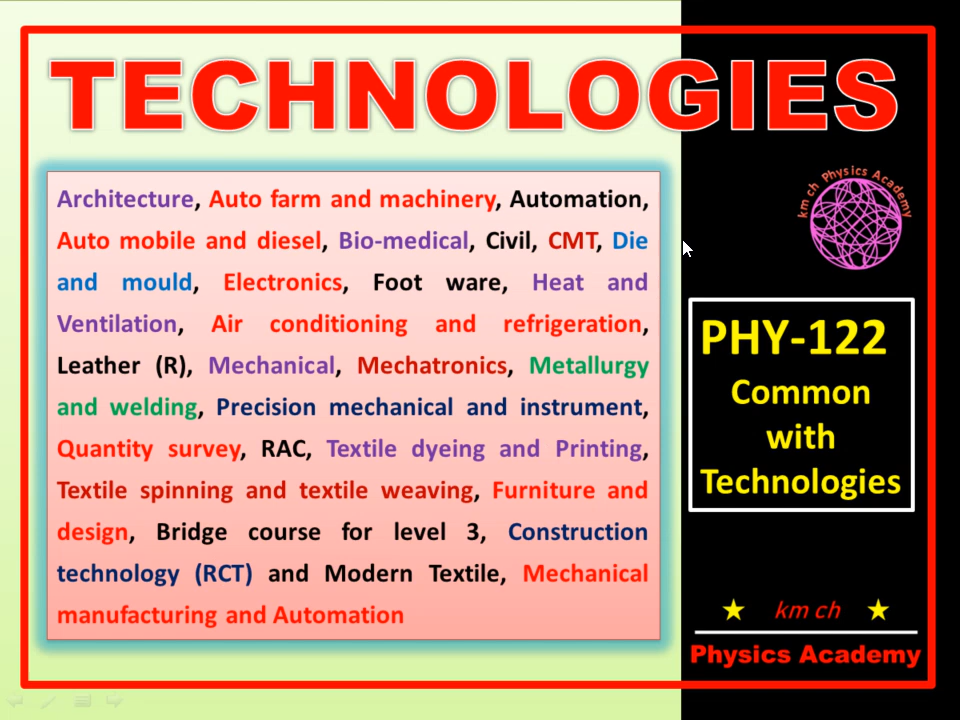 TECHNOLOGIES
Architecture, Auto farm and machinery, Automation,
Auto mobile and diesel, Bio-medical, Civil, CMT, Die
and mould, Electronics, Foot ware, Heat and
Ventilation, Air conditioning and refrigeration,
Leather (R), Mechanical, Mechatronics, Metallurgy
and welding, Precision mechanical and instrument,
Quantity survey, RAC, Textile dyeing and Printing,
Textile spinning and textile weaving, Furniture and
design, Bridge course for level 3, Construction
technology (RCT) and Modern Textile, Mechanical
manufacturing and Automation
km ch Physics Academy
PHY-122
Common
with
Technologies
km ch
Physics Academy